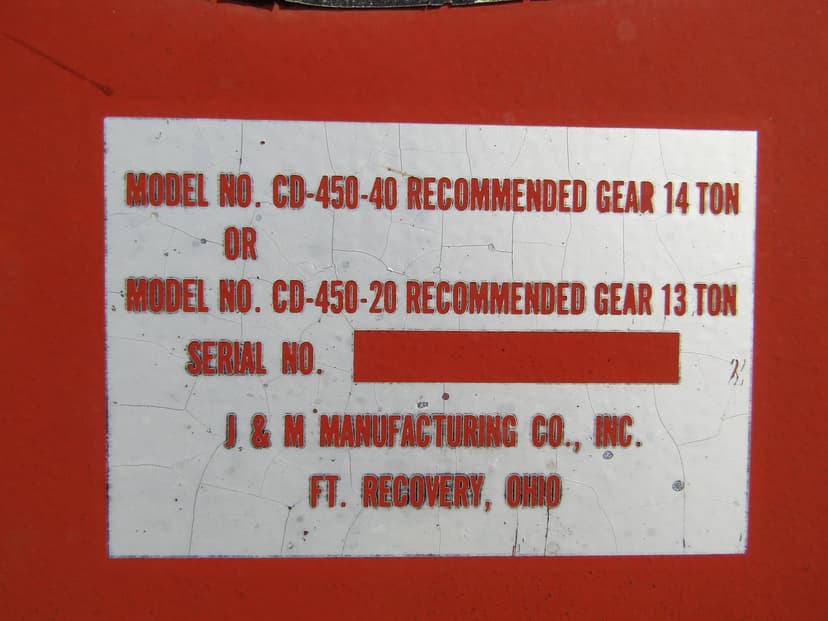 MODEL NO. CD-450-40 RECOMMENDED GEAR 14 TON
OR
MODEL NO. CD-450-20 RECOMMENDED GEAR 13 TON
SERIAL NO.
J & M MANUFACTURING CO., INC.
FT. RECOVERY, OHIO